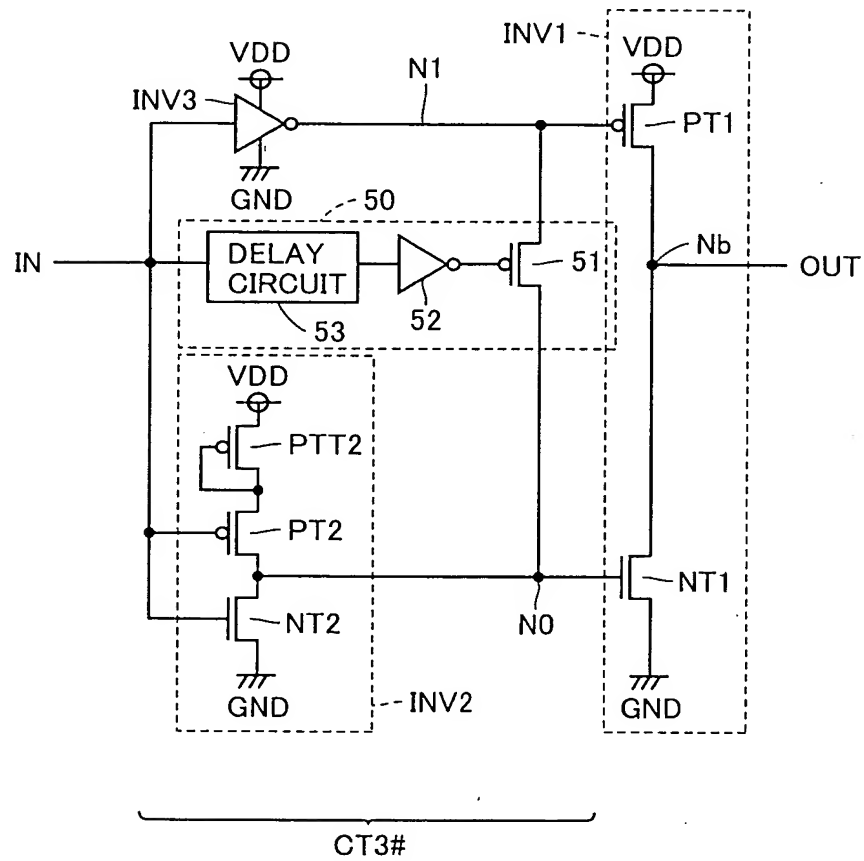 INV1
VDD
VDD
N1
INV3
PT1
GND
50
IN
DELAY
CIRCUIT
51
Nb
OUT
52
53
VDD
PTT2
PT2
NT1
N0
NT2
GND
INV2
GND
CT3#